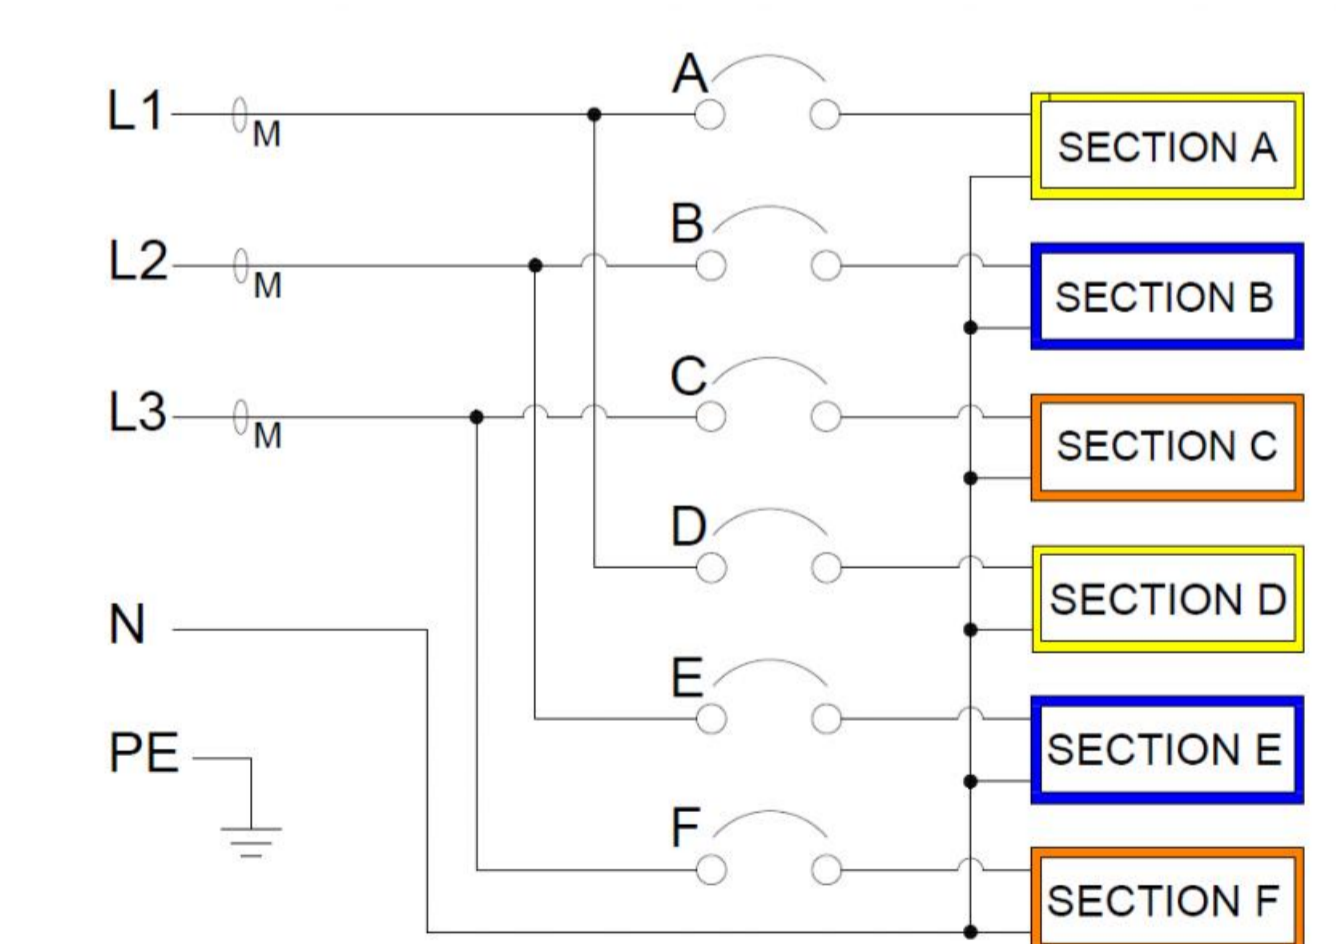 A
L1
M
SECTION A
B
L2
M
SECTION B
C
L3
M
SECTION C
D
SECTION D
N
E
SECTION E
PE
F
SECTION F